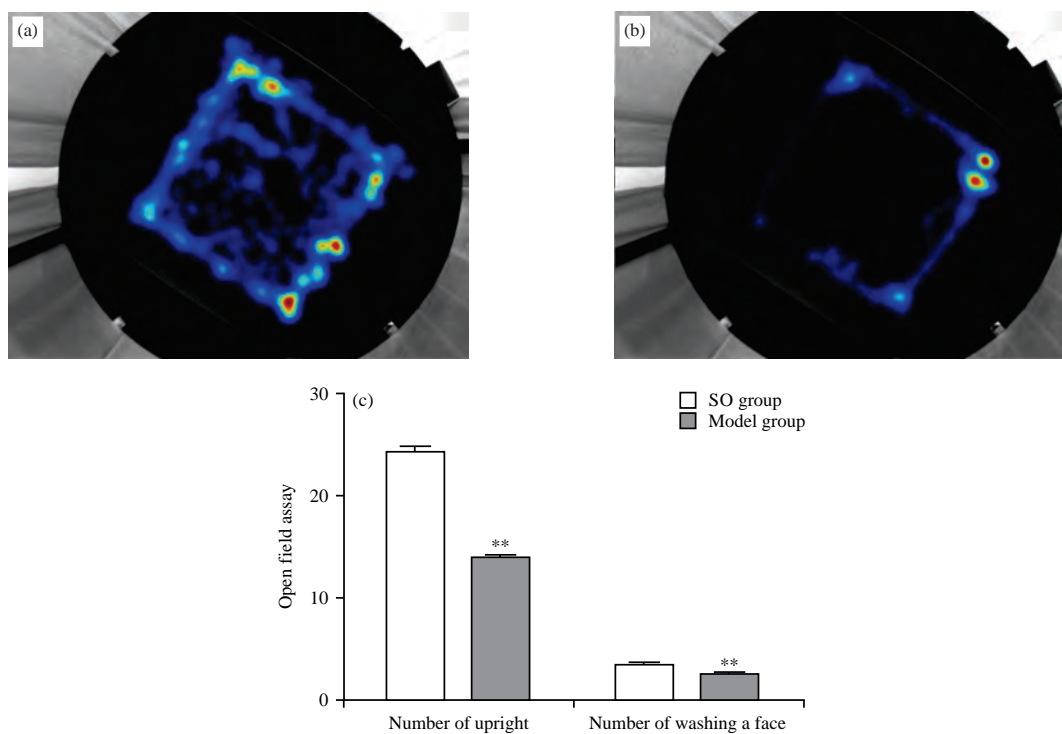 (a)
(b)
(c)
SO group
Model group
30
20
10
0
Open field assay
**
**
Number of upright
Number of washing a face